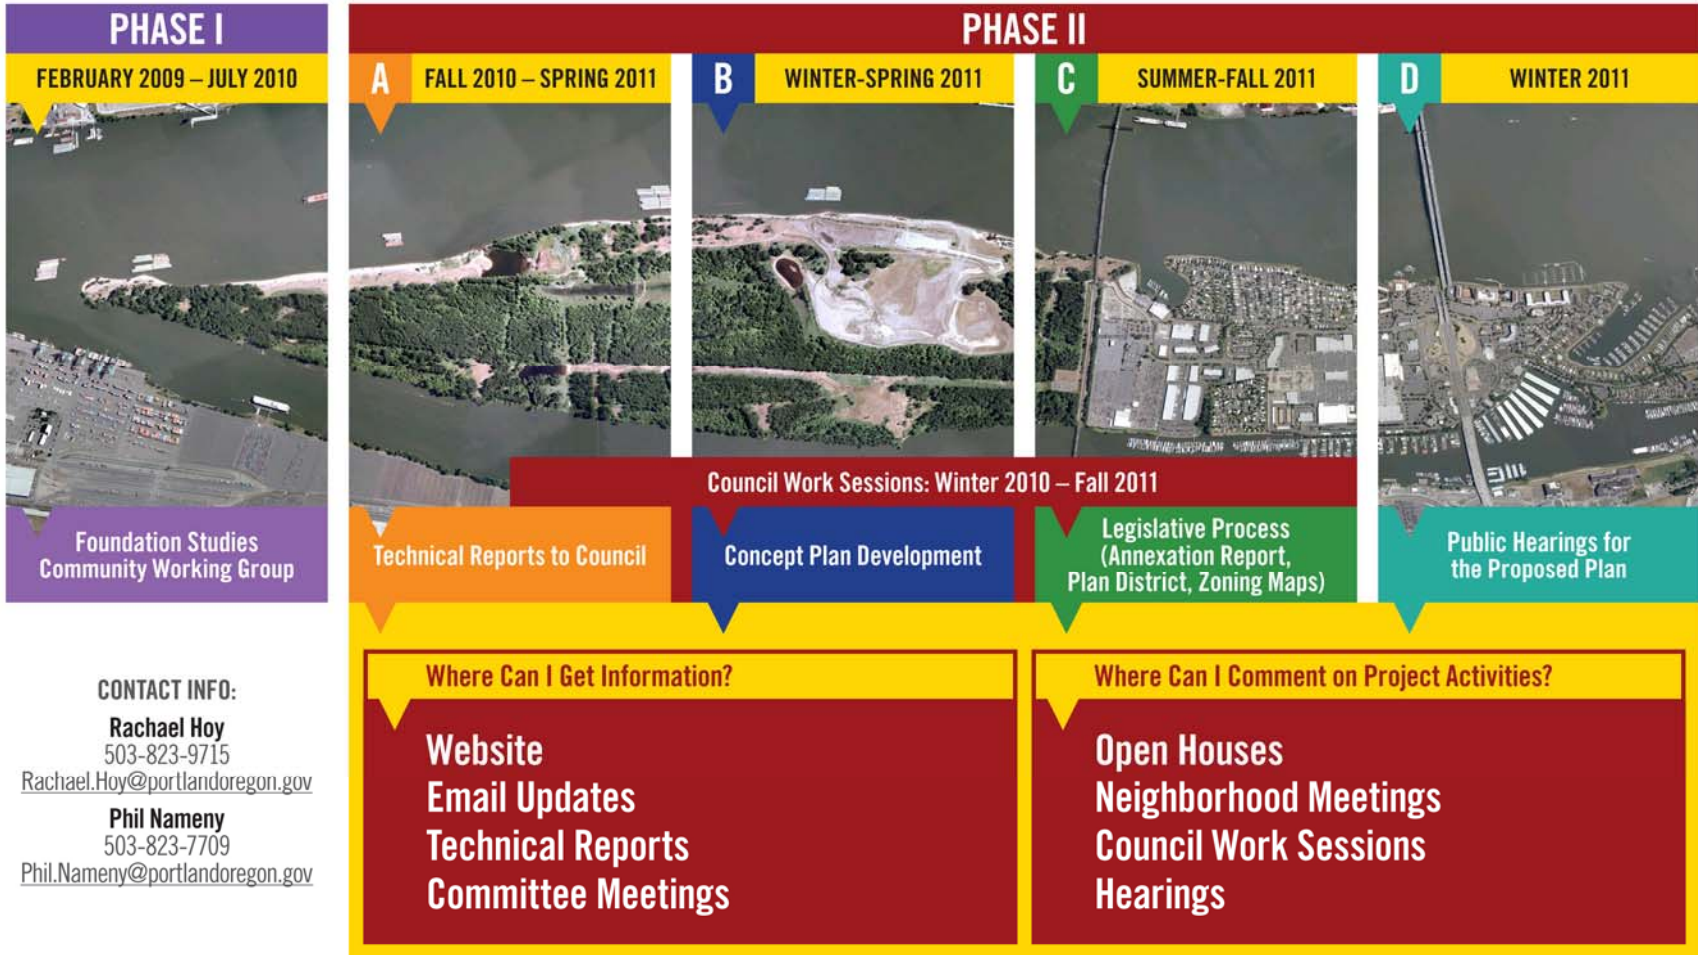 PHASE I
PHASE II
FEBRUARY 2009 – JULY 2010
A
FALL 2010 – SPRING 2011
B
WINTER-SPRING 2011
C
SUMMER-FALL 2011
D
WINTER 2011
Council Work Sessions: Winter 2010 – Fall 2011
Foundation Studies
Community Working Group
Technical Reports to Council
Concept Plan Development
Legislative Process
(Annexation Report,
Plan District, Zoning Maps)
Public Hearings for
the Proposed Plan
CONTACT INFO:
Rachael Hoy
503-823-9715
Rachael.Hoy@portlandoregon.gov
Phil Nameny
503-823-7709
Phil.Nameny@portlandoregon.gov
Where Can I Get Information?
Website
Email Updates
Technical Reports
Committee Meetings
Where Can I Comment on Project Activities?
Open Houses
Neighborhood Meetings
Council Work Sessions
Hearings